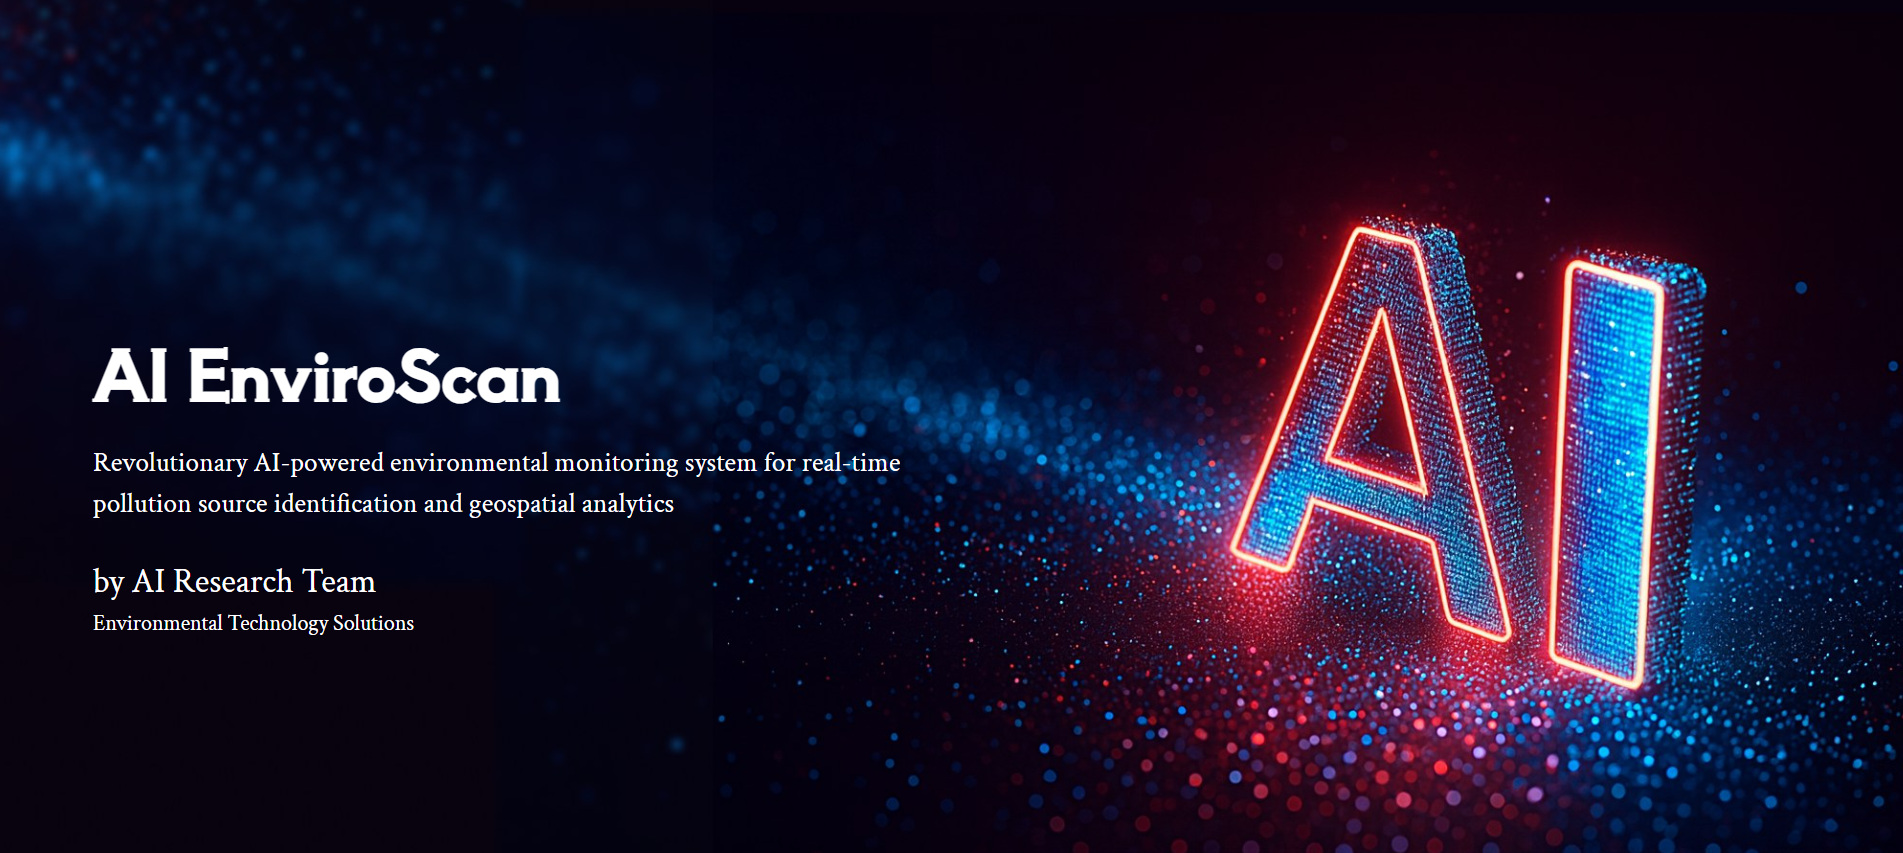 AI EnviroScan
Revolutionary AI-powered environmental monitoring system for real-time
pollution source identification and geospatial analytics
by AI Research Team
Environmental Technology Solutions
AI